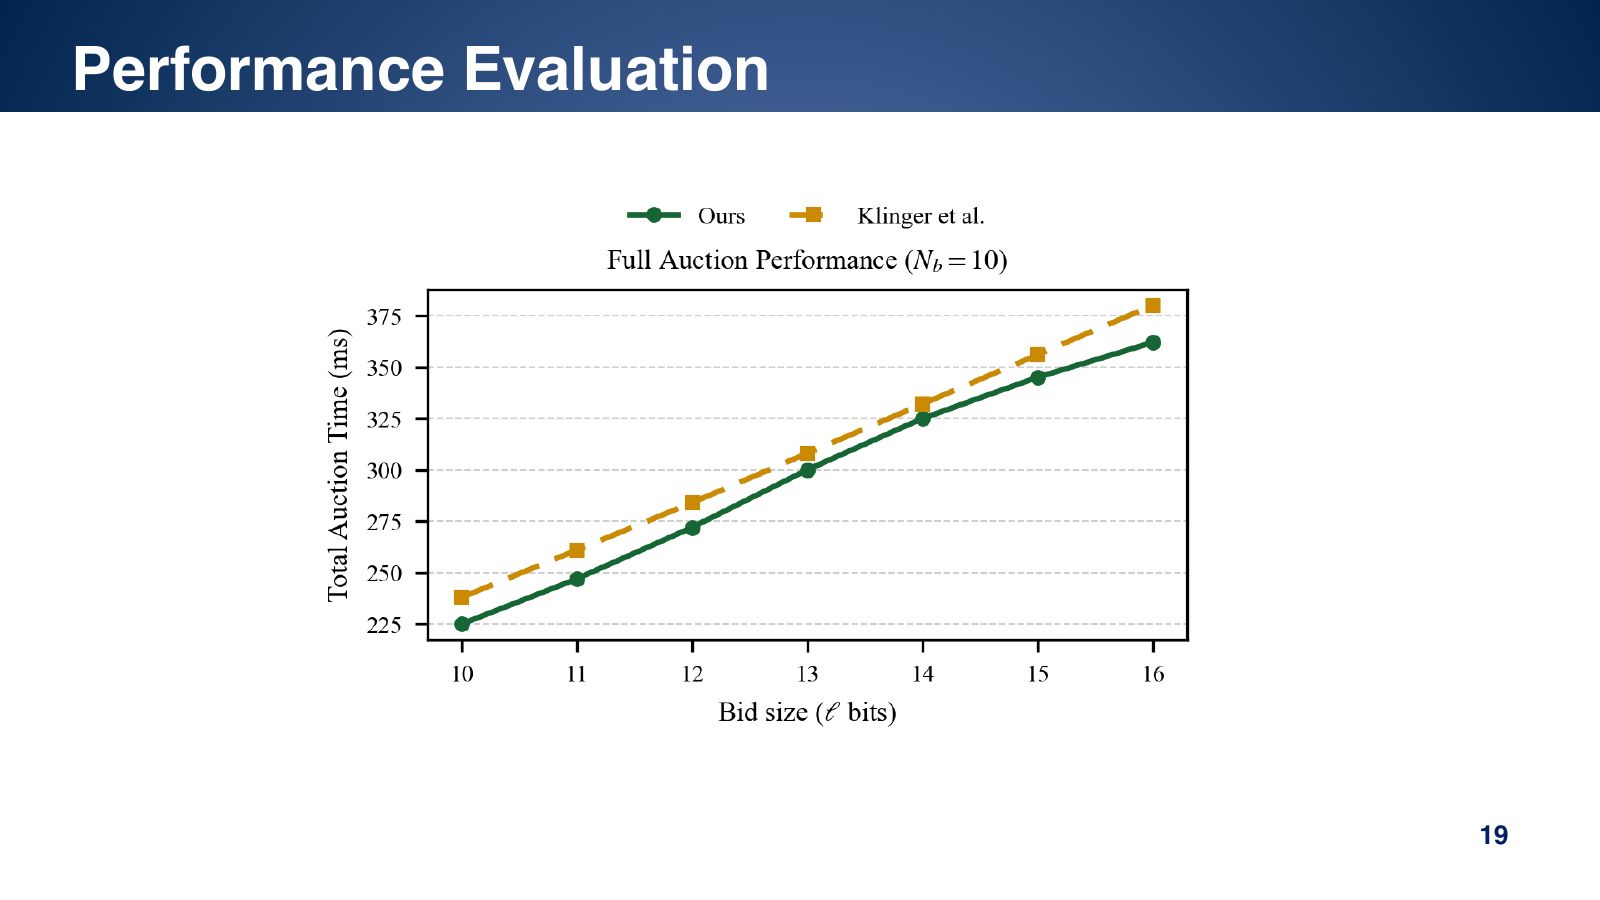 Performance Evaluation
Ours
Klinger et al.
Full Auction Performance (N_b = 10)
Total Auction Time (ms)
375
350
325
300
275
250
225
10
11
12
13
14
15
16
Bid size (ℓ bits)
19